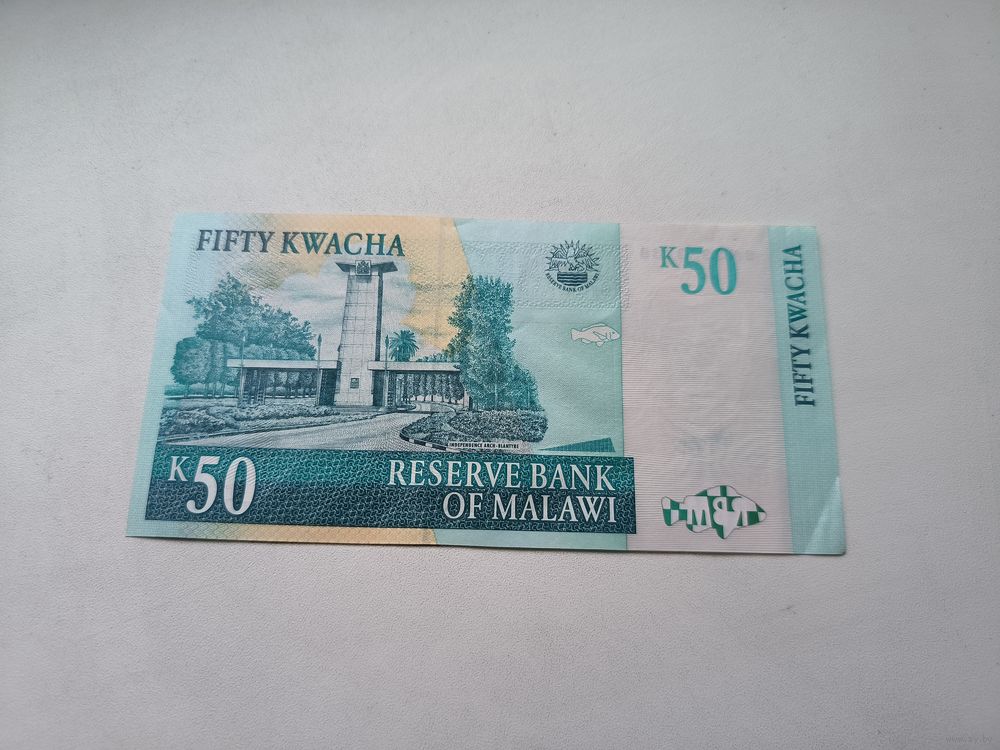 FIFTY KWACHA
RESERVE BANK OF MALAWI
K50
FIFTY KWACHA
INDEPENDENCE ARCH-BLANTYRE
K50
RESERVE BANK
OF MALAWI